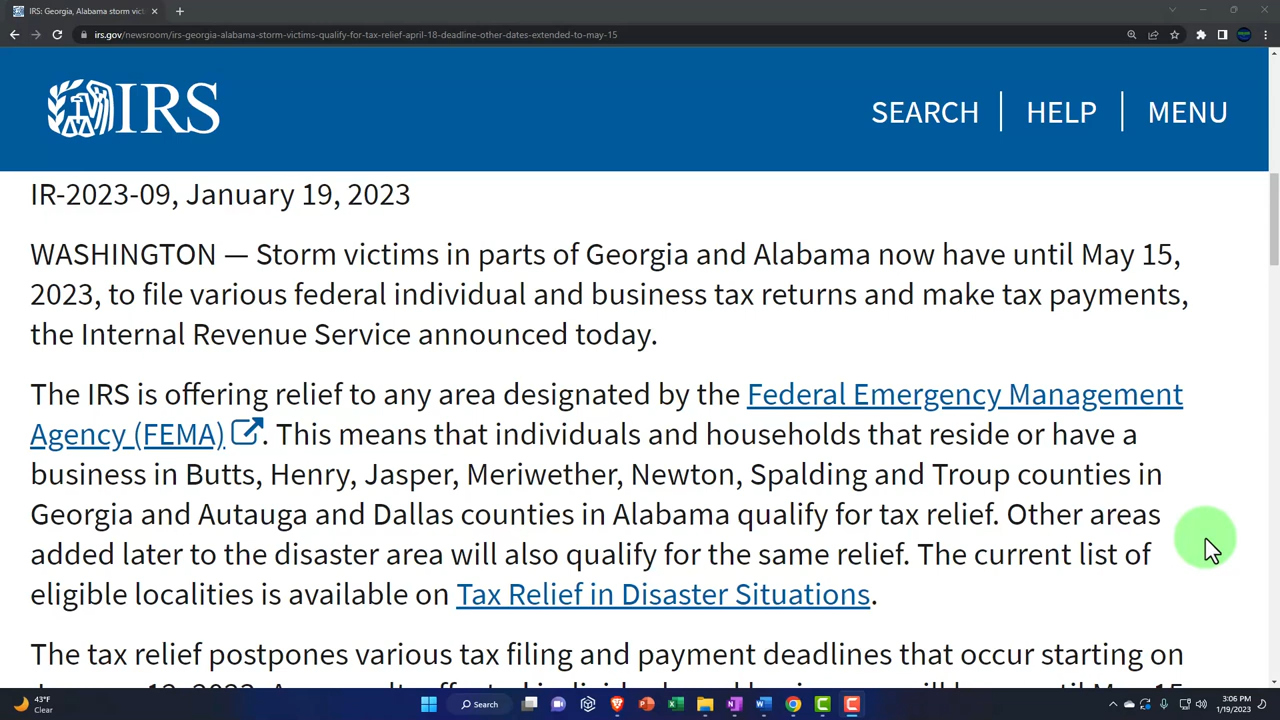 IRS: Georgia, Alabama storm vict
irs.gov/newsroom/irs-georgia-alabama-storm-victims-qualify-for-tax-relief-april-18-deadline-other-dates-extended-to-may-15
IRS
SEARCH HELP MENU
IR-2023-09, January 19, 2023
WASHINGTON — Storm victims in parts of Georgia and Alabama now have until May 15,
2023, to file various federal individual and business tax returns and make tax payments,
the Internal Revenue Service announced today.
The IRS is offering relief to any area designated by the Federal Emergency Management
Agency (FEMA). This means that individuals and households that reside or have a
business in Butts, Henry, Jasper, Meriwether, Newton, Spalding and Troup counties in
Georgia and Autauga and Dallas counties in Alabama qualify for tax relief. Other areas
added later to the disaster area will also qualify for the same relief. The current list of
eligible localities is available on Tax Relief in Disaster Situations.
The tax relief postpones various tax filing and payment deadlines that occur starting on
43°F
Clear
Search
3:06 PM
1/19/2023